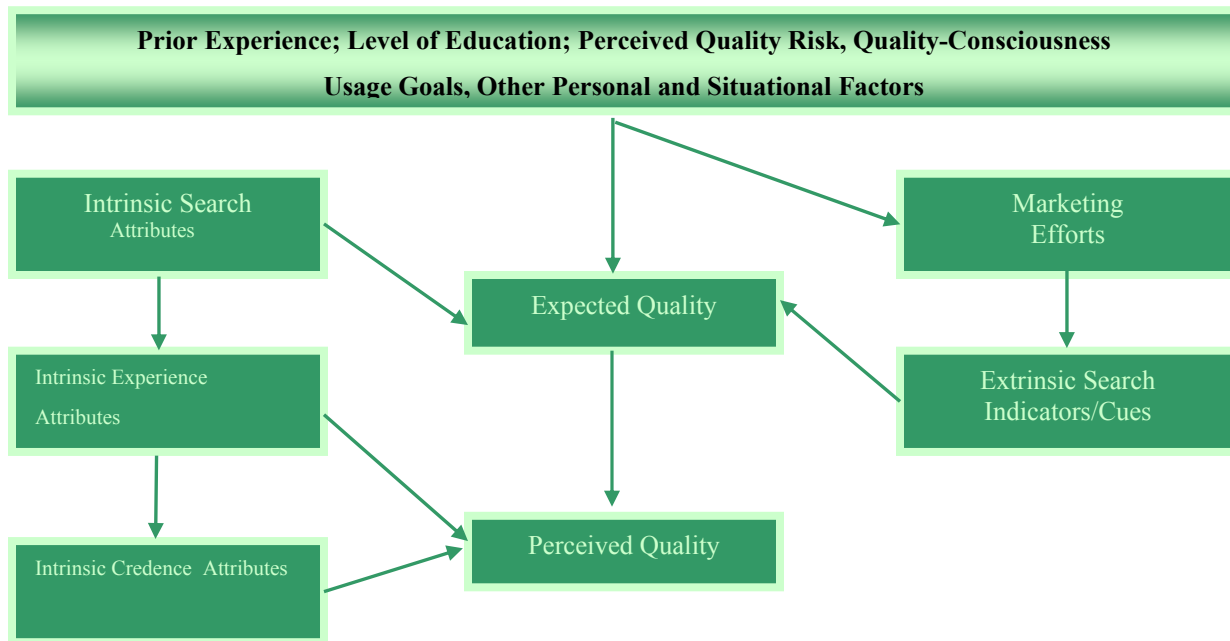 Prior Experience; Level of Education; Perceived Quality Risk, Quality-Consciousness
Usage Goals, Other Personal and Situational Factors
Intrinsic Search
Attributes
Marketing
Efforts
Expected Quality
Intrinsic Experience
Attributes
Extrinsic Search
Indicators/Cues
Perceived Quality
Intrinsic Credence Attributes